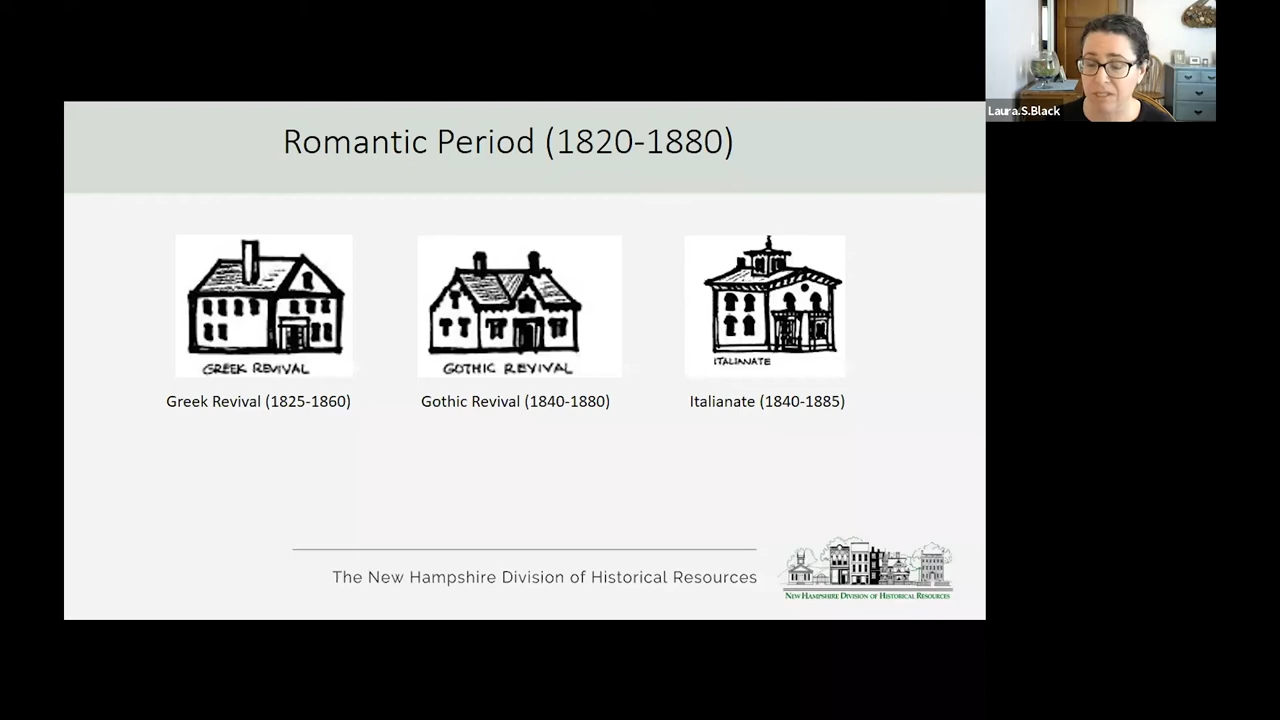 Laura.S.Black
Romantic Period (1820-1880)
GREEK REVIVAL
GOTHIC REVIVAL
ITALIANATE
Greek Revival (1825-1860)
Gothic Revival (1840-1880)
Italianate (1840-1885)
The New Hampshire Division of Historical Resources
NEW HAMPSHIRE DIVISION OF HISTORICAL RESOURCES